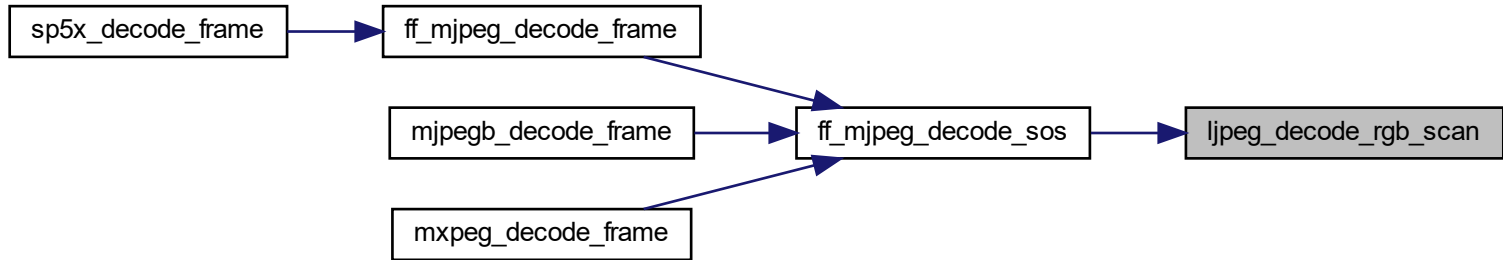 sp5x_decode_frame
ff_mjpeg_decode_frame
mjpegb_decode_frame
ff_mjpeg_decode_sos
ljpeg_decode_rgb_scan
mxpeg_decode_frame